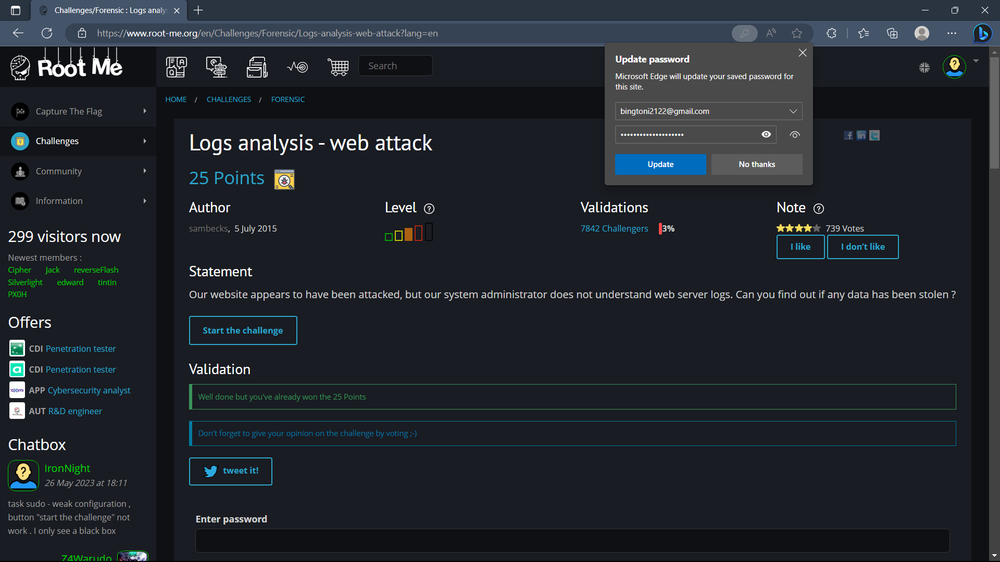 Challenges/Forensic : Logs analys
https://www.root-me.org/en/Challenges/Forensic/Logs-analysis-web-attack?lang=en
Root Me
Search
Update password
Microsoft Edge will update your saved password for
this site.
bingtoni2122@gmail.com
••••••••••••••••••••
Update
No thanks
Capture The Flag
Challenges
Community
Information
299 visitors now
Newest members :
Cipher Jack reverseFlash
Silverlight edward tintin
PX0H
Offers
CDI Penetration tester
CDI Penetration tester
APP Cybersecurity analyst
AUT R&D engineer
Chatbox
IronNight
26 May 2023 at 18:11
task sudo - weak configuration ,
button "start the challenge" not
work . I only see a black box
Z4Warudo
HOME / CHALLENGES / FORENSIC
Logs analysis - web attack
25 Points
Author
sambecks, 5 July 2015
Level
Validations
7842 Challengers 3%
Note
739 Votes
I like
I don't like
Statement
Our website appears to have been attacked, but our system administrator does not understand web server logs. Can you find out if any data has been stolen ?
Start the challenge
Validation
Well done but you've already won the 25 Points
Don't forget to give your opinion on the challenge by voting ;-)
tweet it!
Enter password